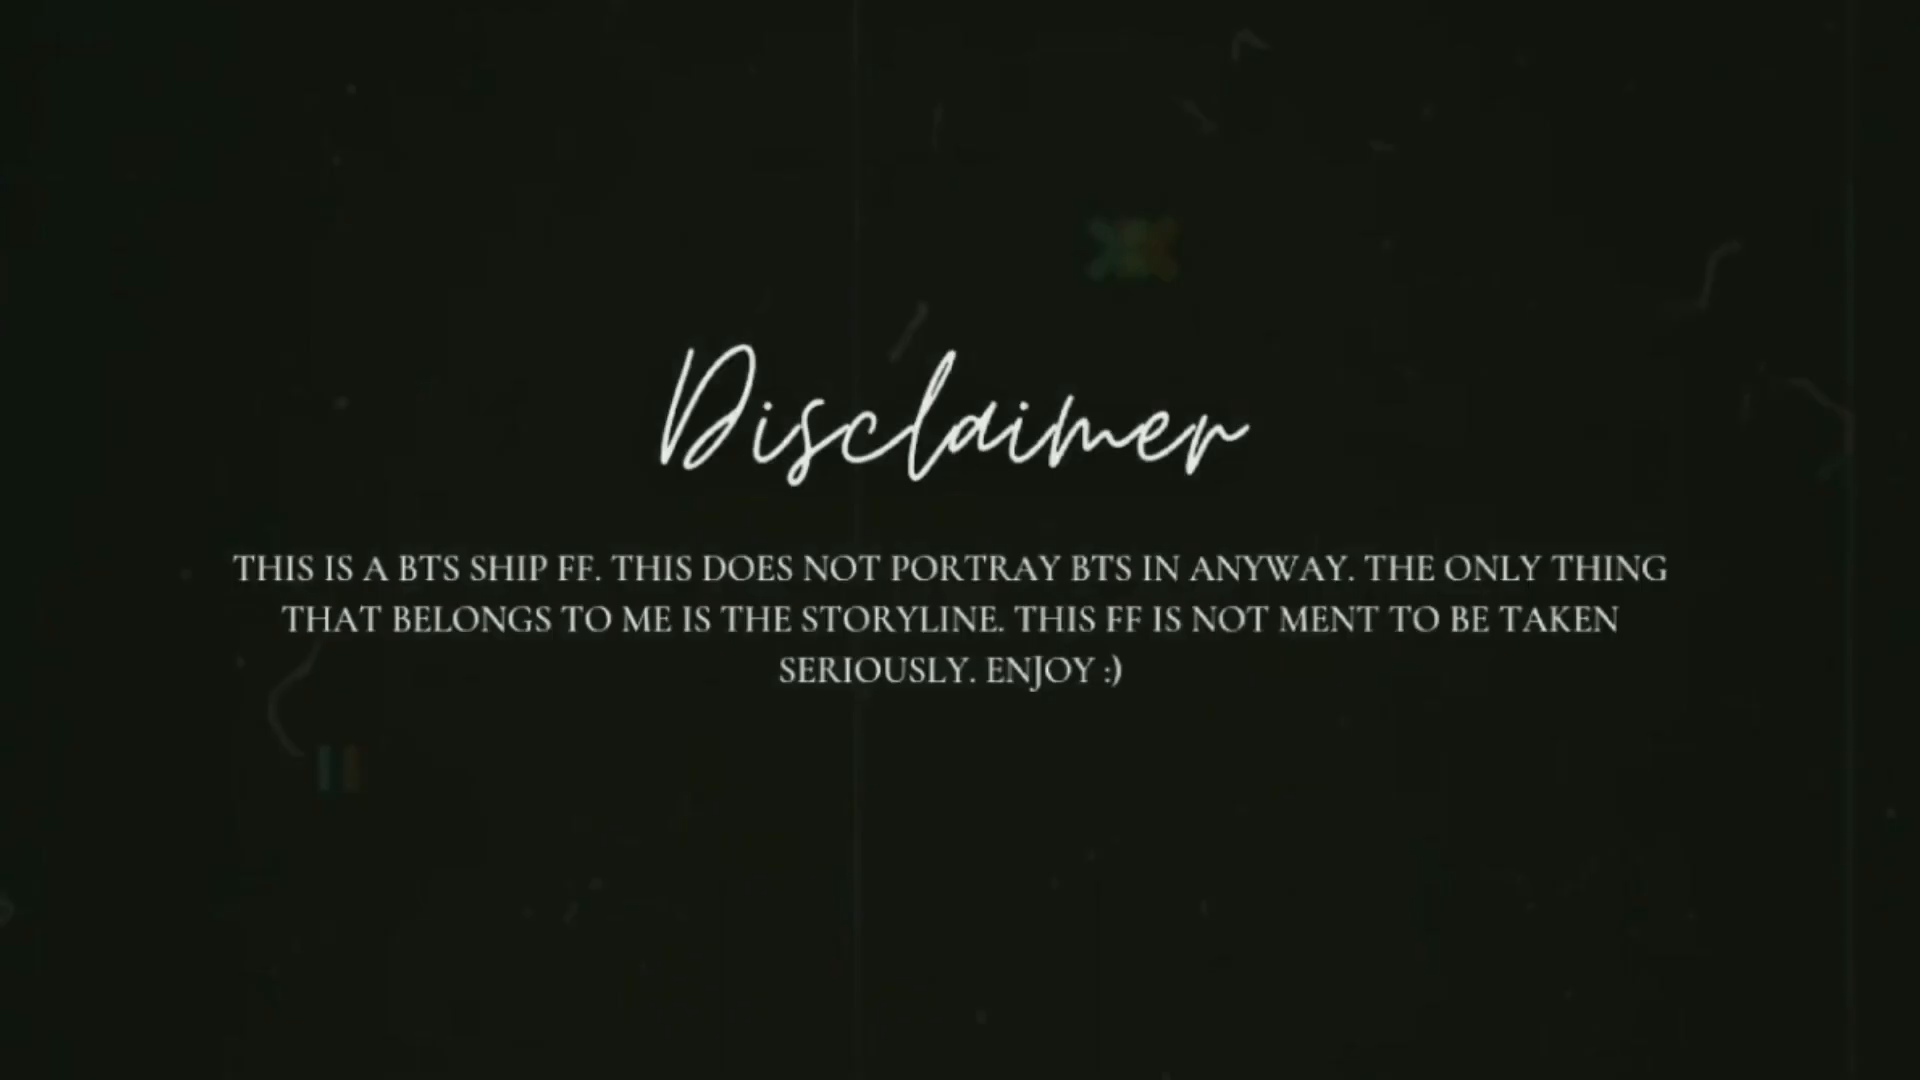 Disclaimer
THIS IS A BTS SHIP FF. THIS DOES NOT PORTRAY BTS IN ANYWAY. THE ONLY THING
THAT BELONGS TO ME IS THE STORYLINE. THIS FF IS NOT MENT TO BE TAKEN
SERIOUSLY. ENJOY :)